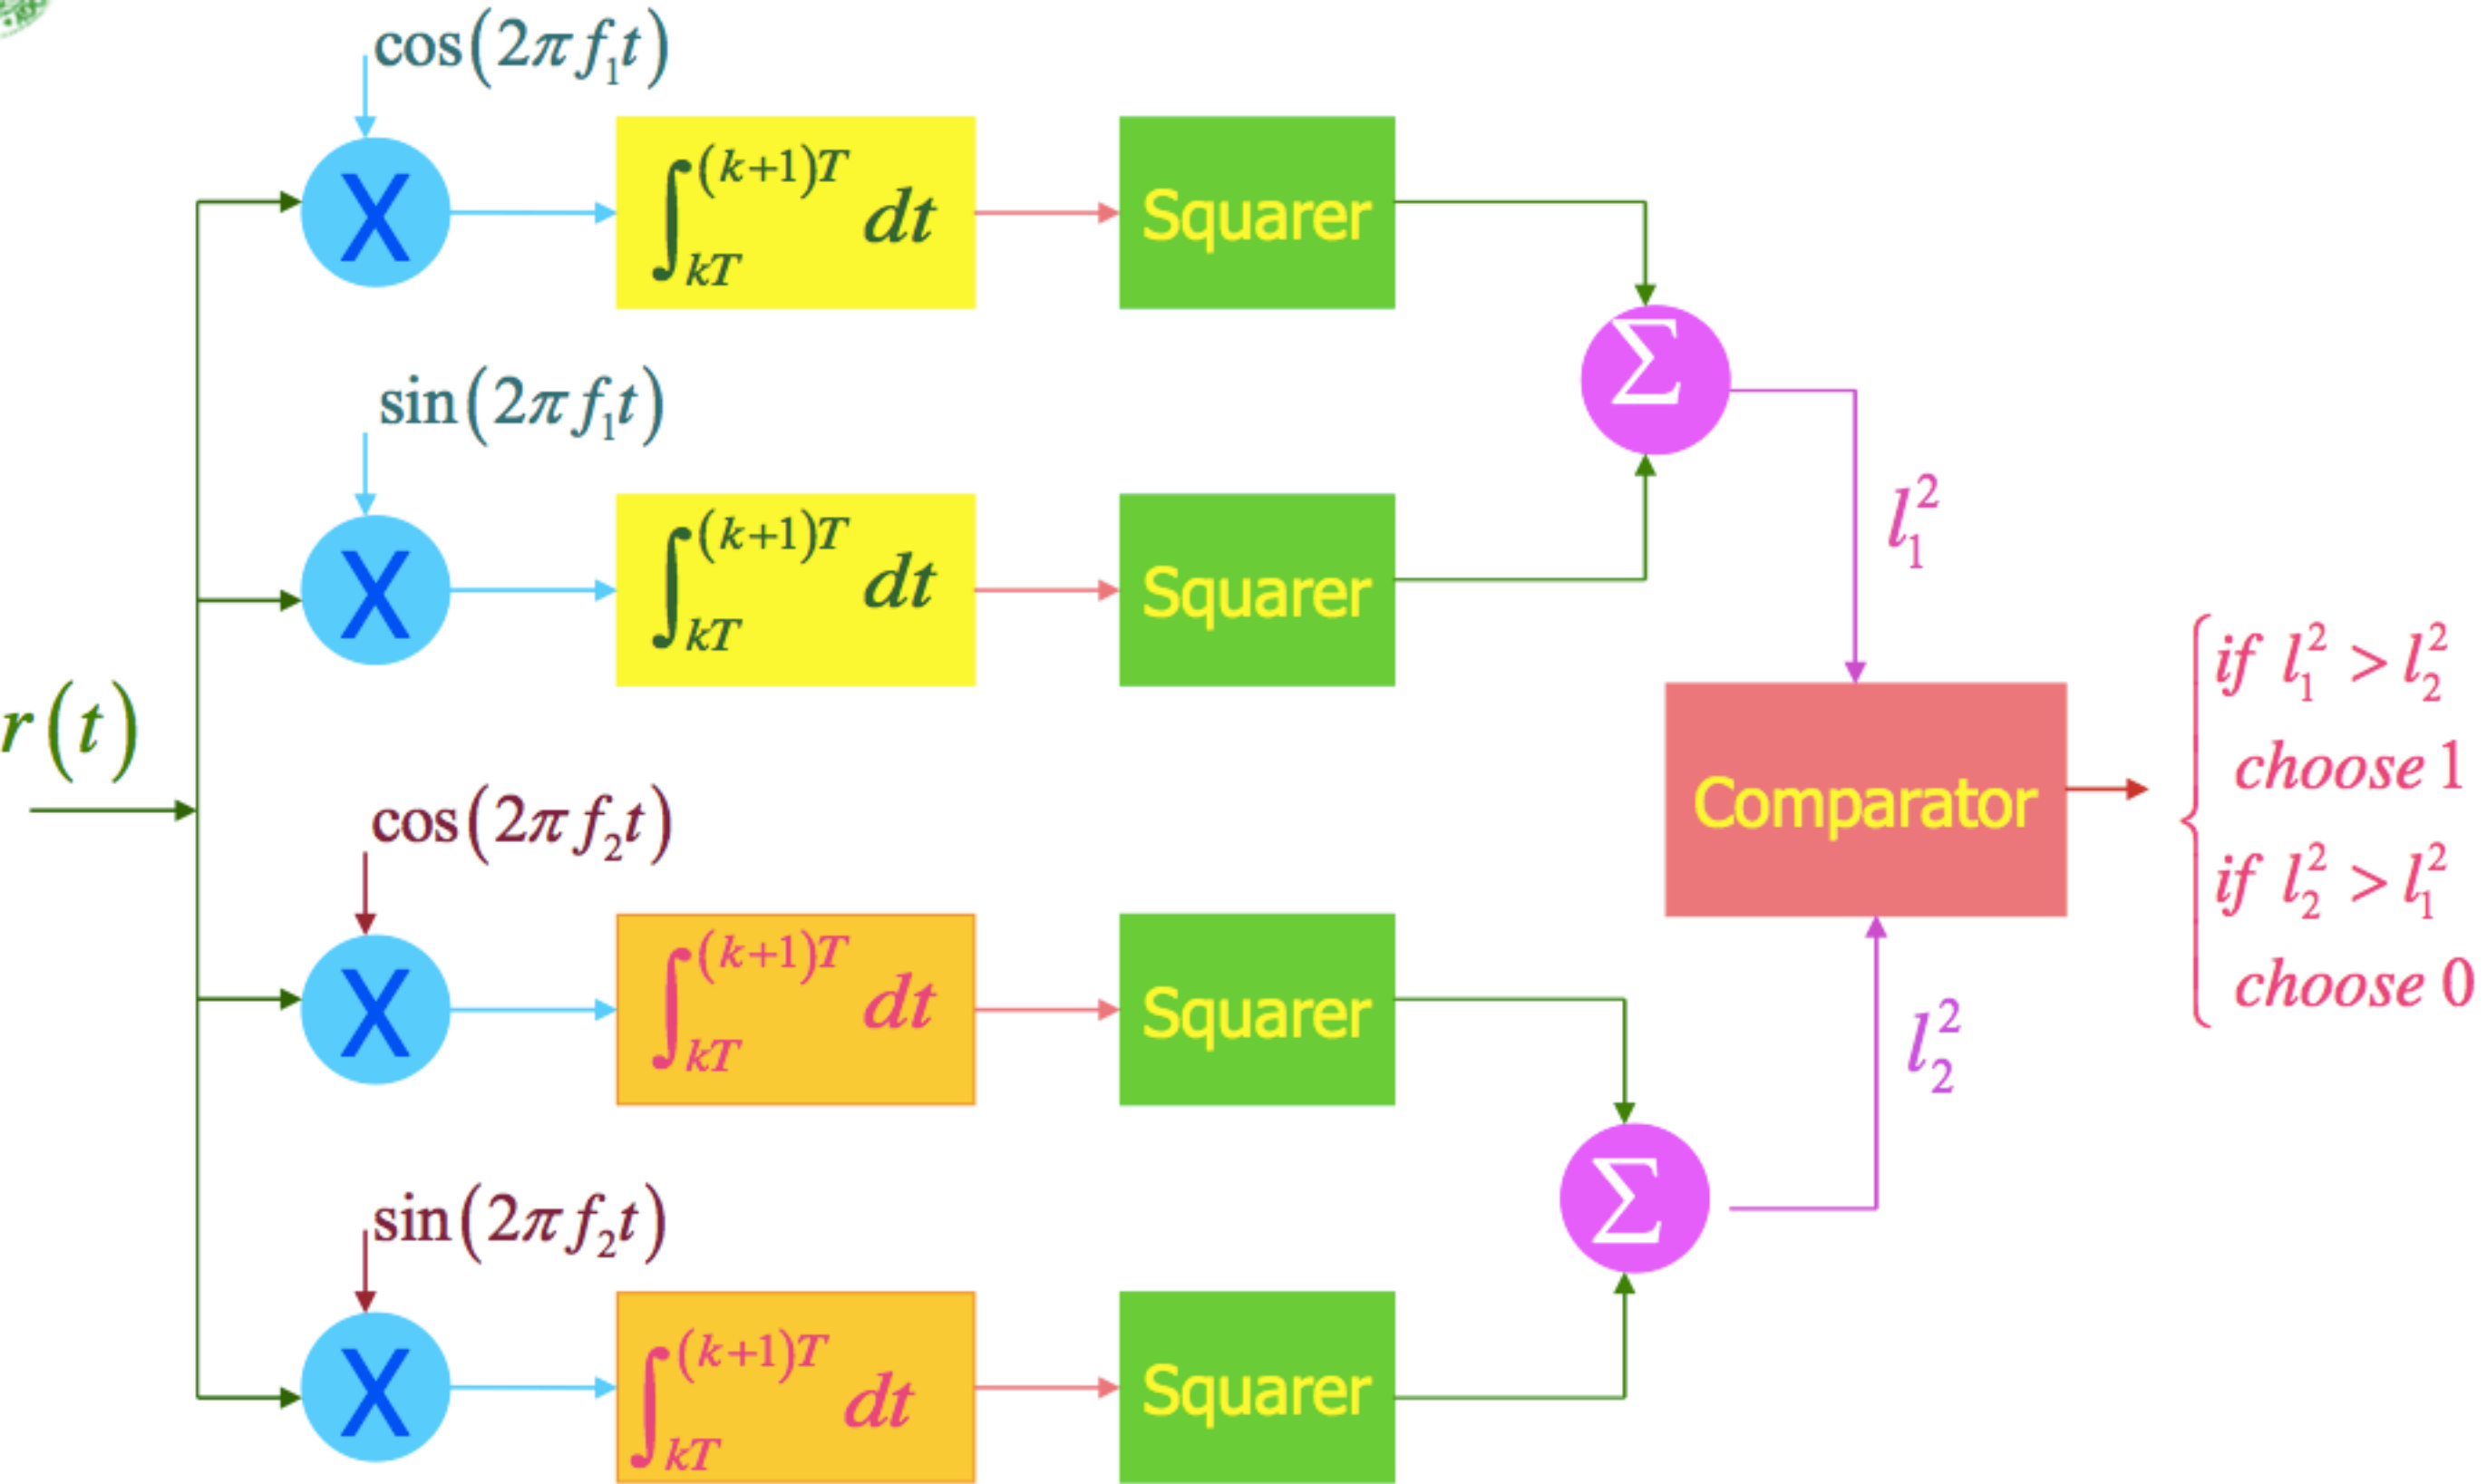 cos(2πf₁t)
X
∫_{kT}^{(k+1)T} dt
Squarer
Σ
sin(2πf₁t)
X
∫_{kT}^{(k+1)T} dt
Squarer
l₁²
r(t)
cos(2πf₂t)
X
∫_{kT}^{(k+1)T} dt
Squarer
Comparator
if l₁² > l₂²
choose 1
if l₂² > l₁²
choose 0
l₂²
Σ
sin(2πf₂t)
X
∫_{kT}^{(k+1)T} dt
Squarer